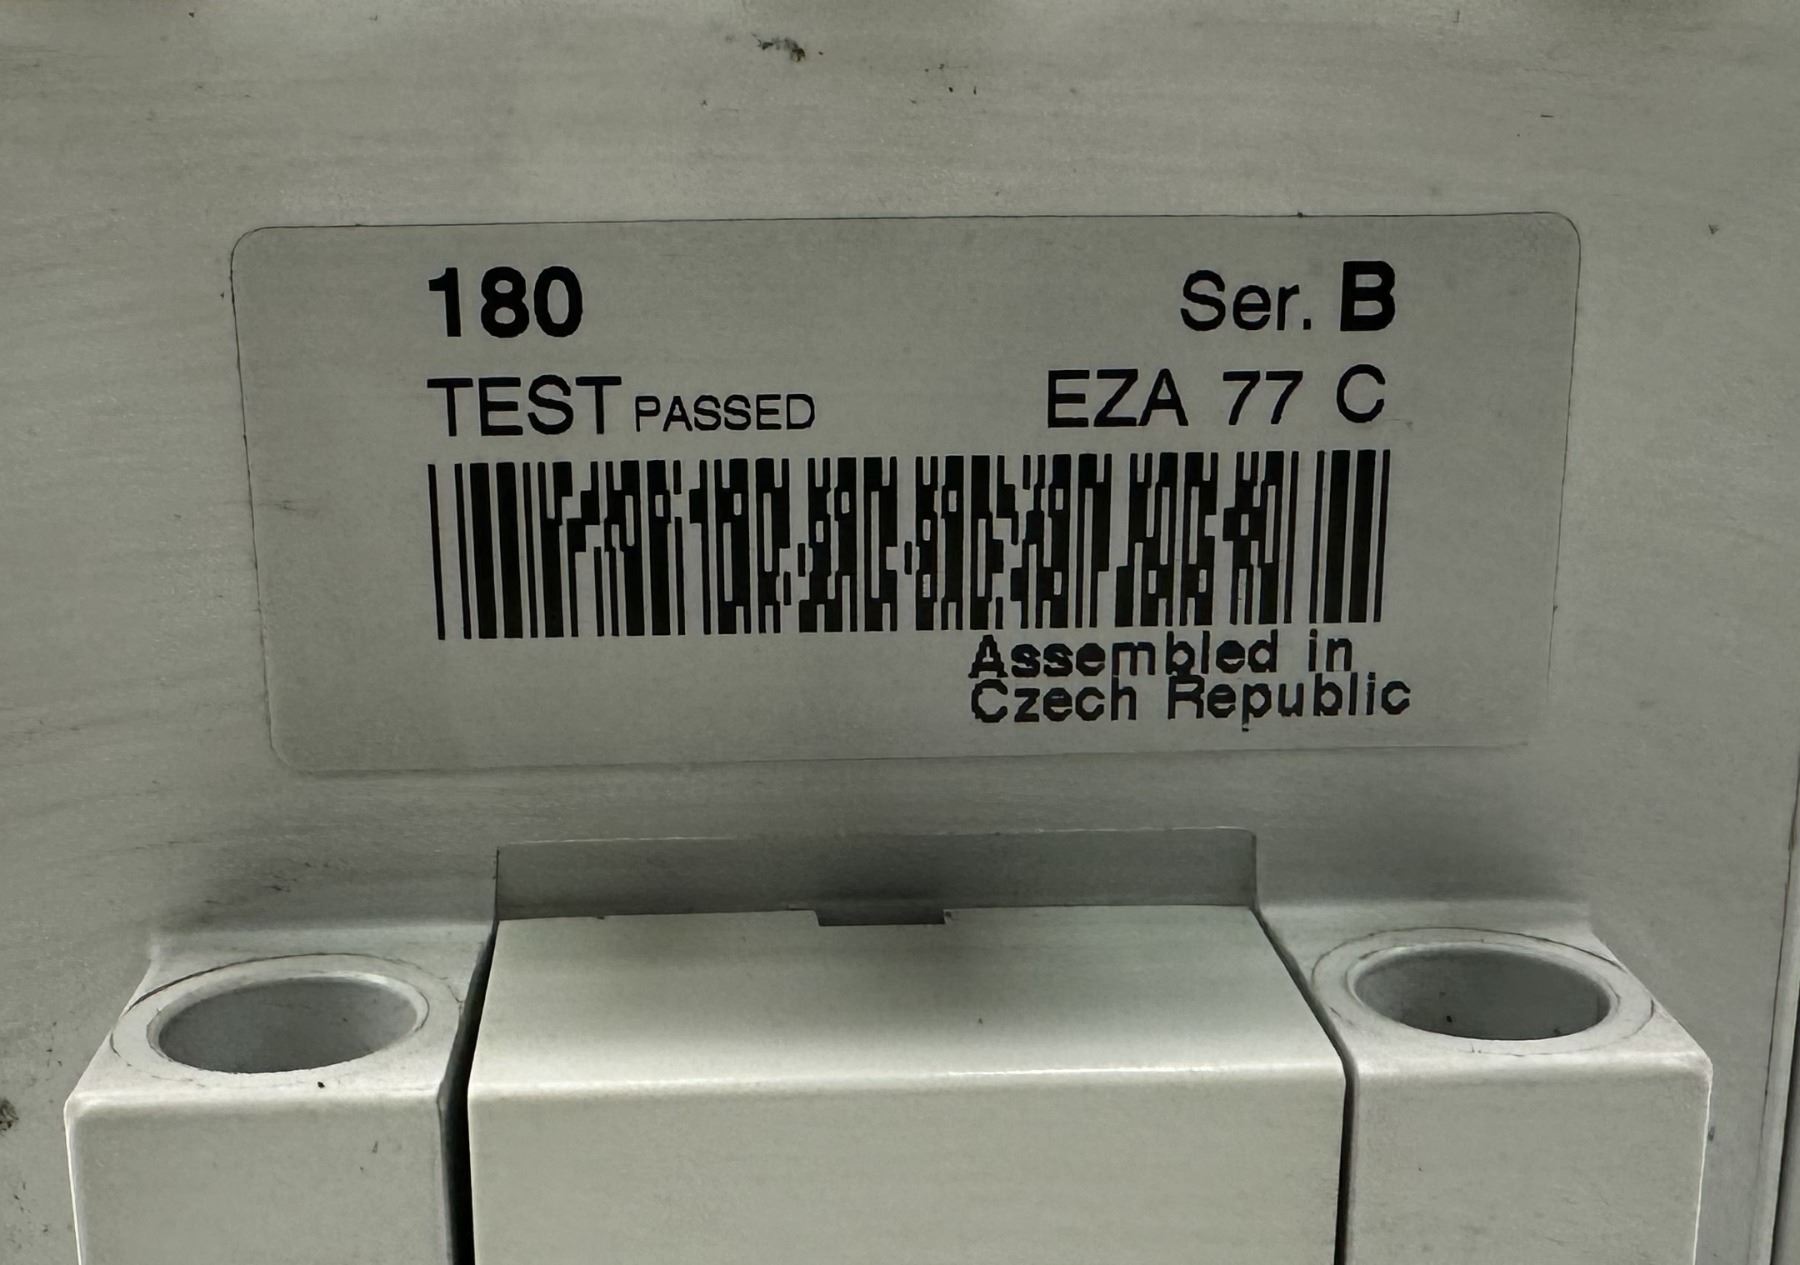 180 Ser. B
TEST PASSED EZA 77 C
Assembled in
Czech Republic